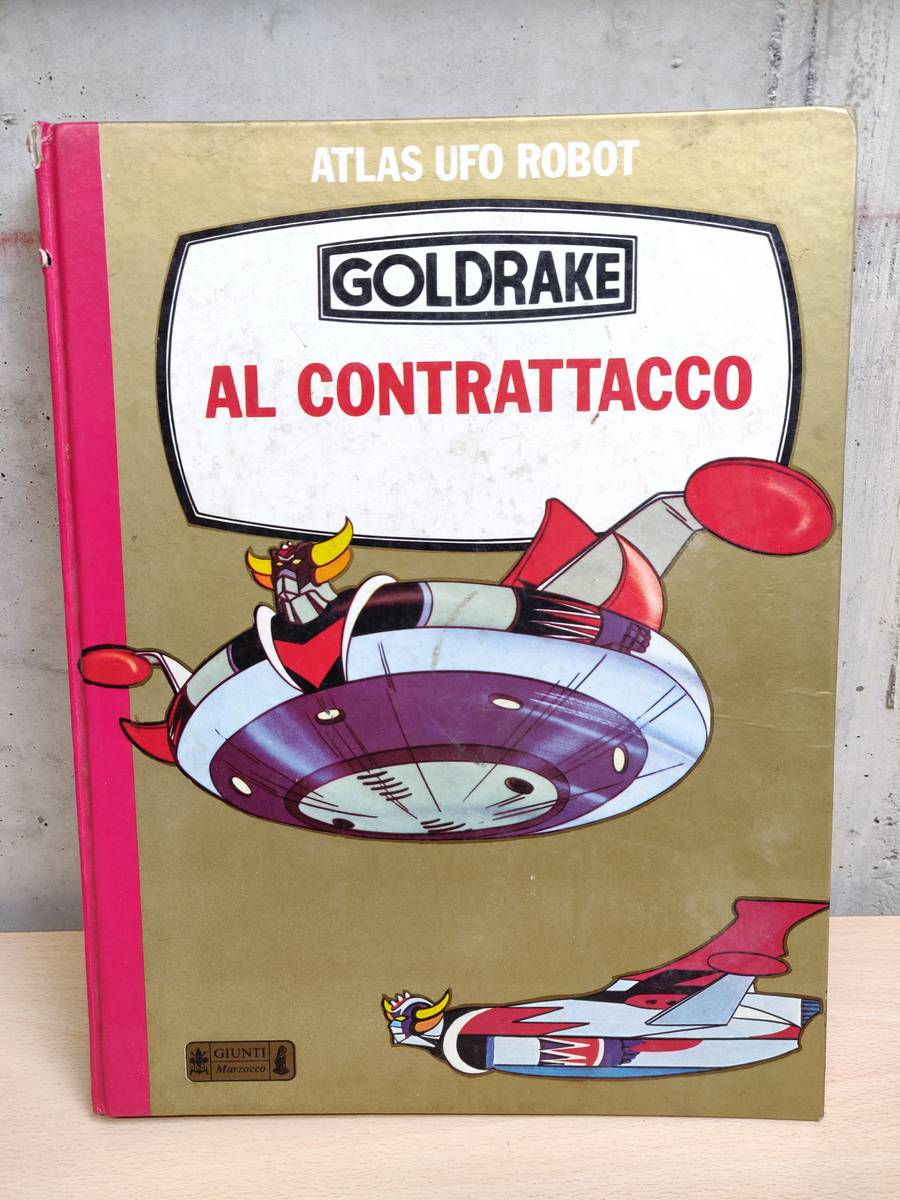 ATLAS UFO ROBOT
GOLDRAKE
AL CONTRATTACCO
GIUNTI
Marzocco